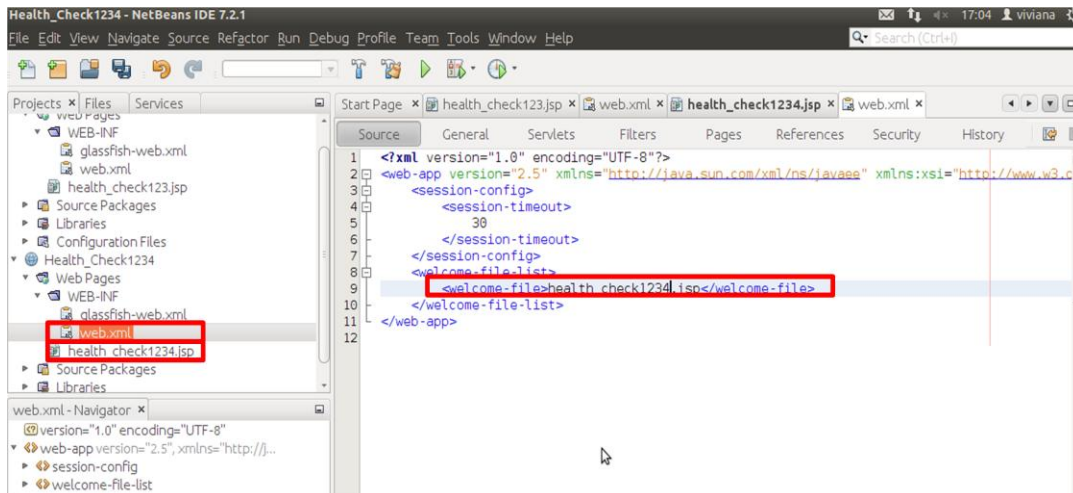 Health_Check1234 - NetBeans IDE 7.2.1
17:04 viviana
File Edit View Navigate Source Refactor Run Debug Profile Team Tools Window Help
Search (Ctrl+I)
Projects × Files Services
Start Page × health_check123.jsp × web.xml × health_check1234.jsp × web.xml ×
Source General Servlets Filters Pages References Security History
Web Pages
WEB-INF
glassfish-web.xml
web.xml
health_check123.jsp
Source Packages
Libraries
Configuration Files
Health_Check1234
Web Pages
WEB-INF
glassfish-web.xml
web.xml
health_check1234.jsp
Source Packages
Libraries
1 <?xml version="1.0" encoding="UTF-8"?>
2 <web-app version="2.5" xmlns="http://java.sun.com/xml/ns/javaee" xmlns:xsi="http://www.w3.o
3 <session-config>
4 <session-timeout>
5 30
6 </session-timeout>
7 </session-config>
8 <welcome-file-list>
9 <welcome-file>health_check1234.jsp</welcome-file>
10 </welcome-file-list>
11 </web-app>
12
web.xml - Navigator ×
version="1.0" encoding="UTF-8"
web-app version="2.5", xmlns="http://j...
session-config
welcome-file-list